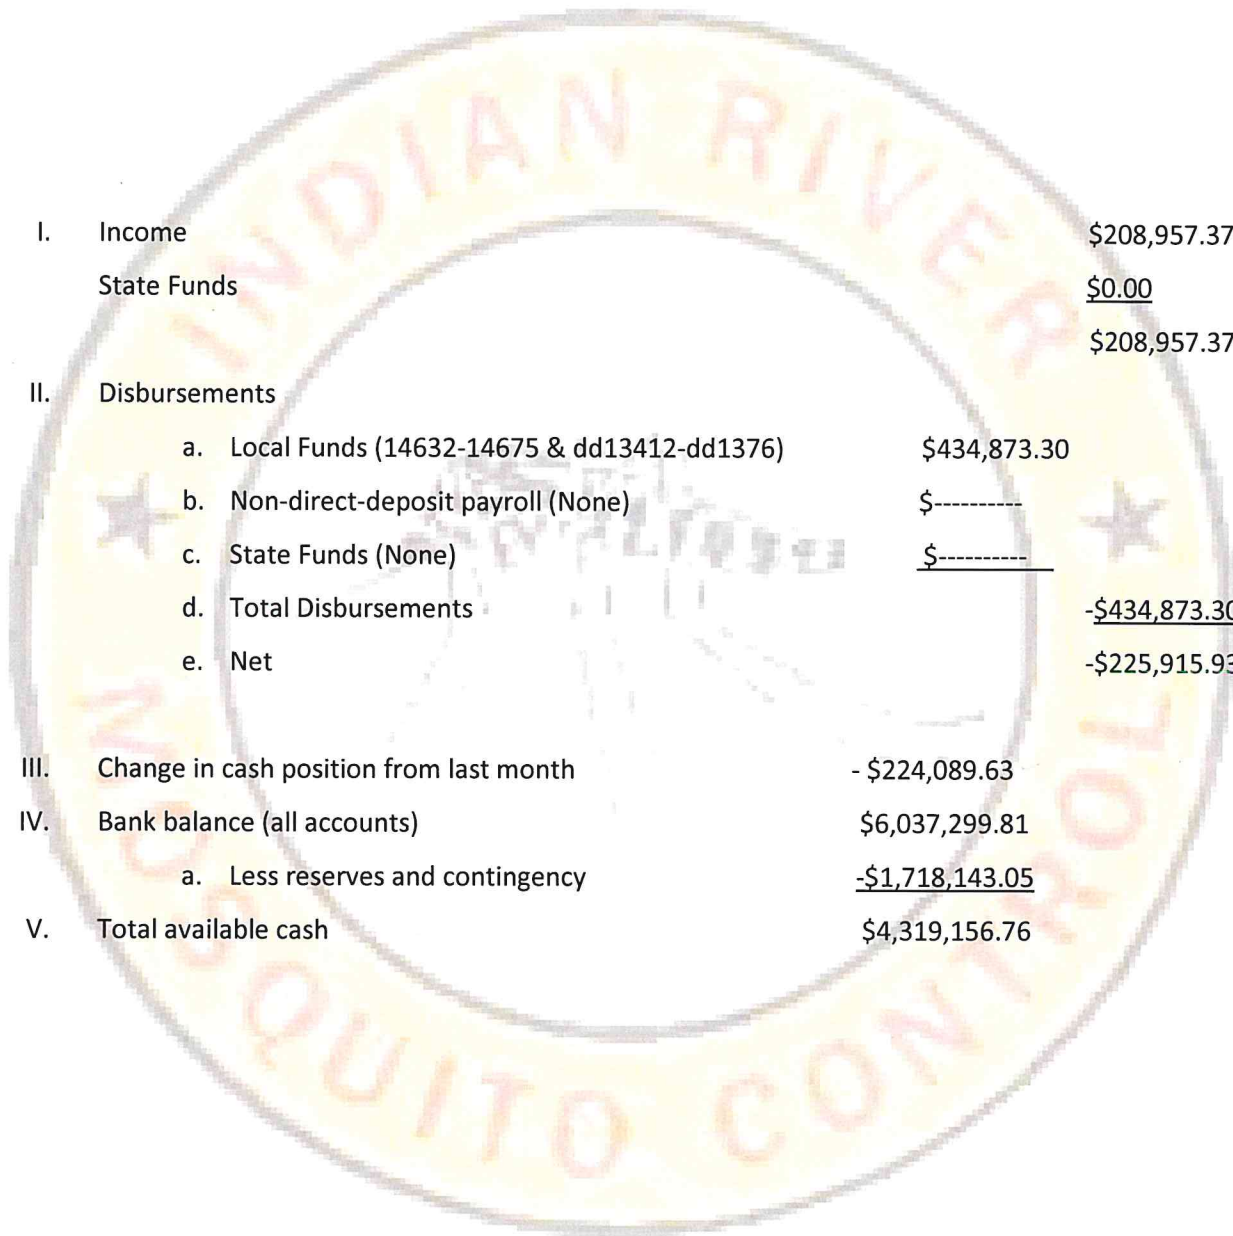 INDIAN RIVER
I. Income $208,957.37
State Funds $0.00
$208,957.37
II. Disbursements
a. Local Funds (14632-14675 & dd13412-dd1376) $434,873.30
b. Non-direct-deposit payroll (None) $----------
c. State Funds (None) $----------
d. Total Disbursements -$434,873.30
e. Net -$225,915.93
III. Change in cash position from last month - $224,089.63
IV. Bank balance (all accounts) $6,037,299.81
a. Less reserves and contingency -$1,718,143.05
V. Total available cash $4,319,156.76
MOSQUITO CONTROL